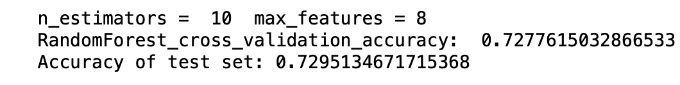 n_estimators =  10  max_features = 8
RandomForest_cross_validation_accuracy:  0.7277615032866533
Accuracy of test set: 0.7295134671715368